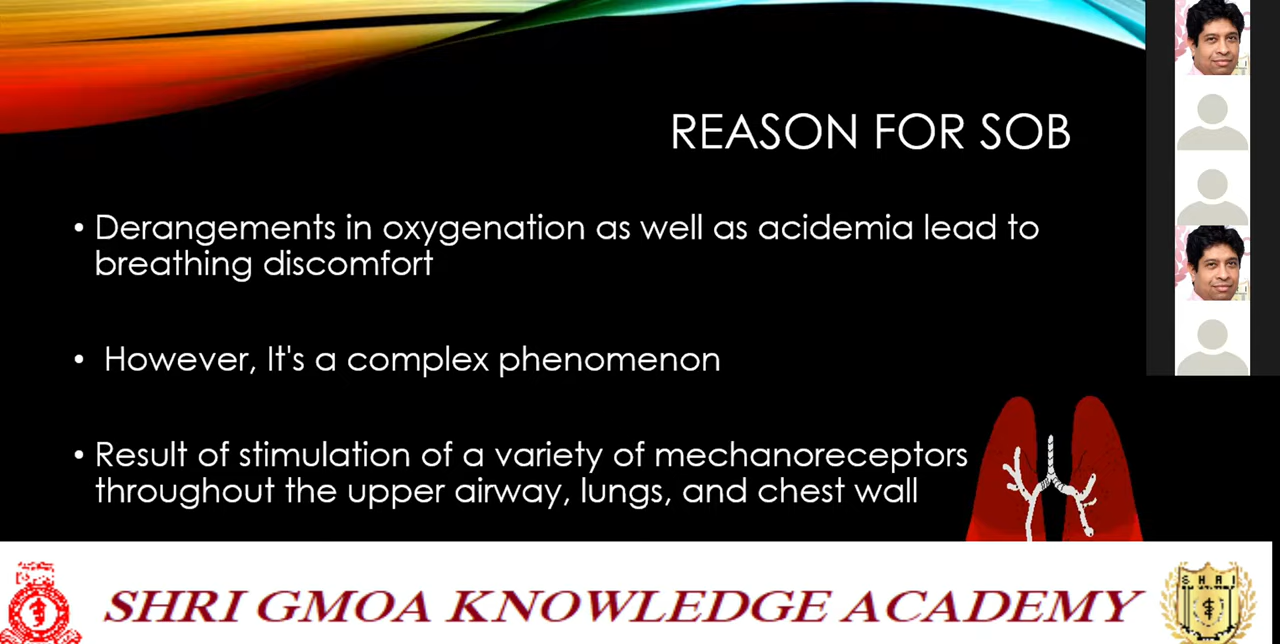 REASON FOR SOB
• Derangements in oxygenation as well as acidemia lead to
breathing discomfort
• However, It's a complex phenomenon
• Result of stimulation of a variety of mechanoreceptors
throughout the upper airway, lungs, and chest wall
SHRI GMOA KNOWLEDGE ACADEMY
SHRI